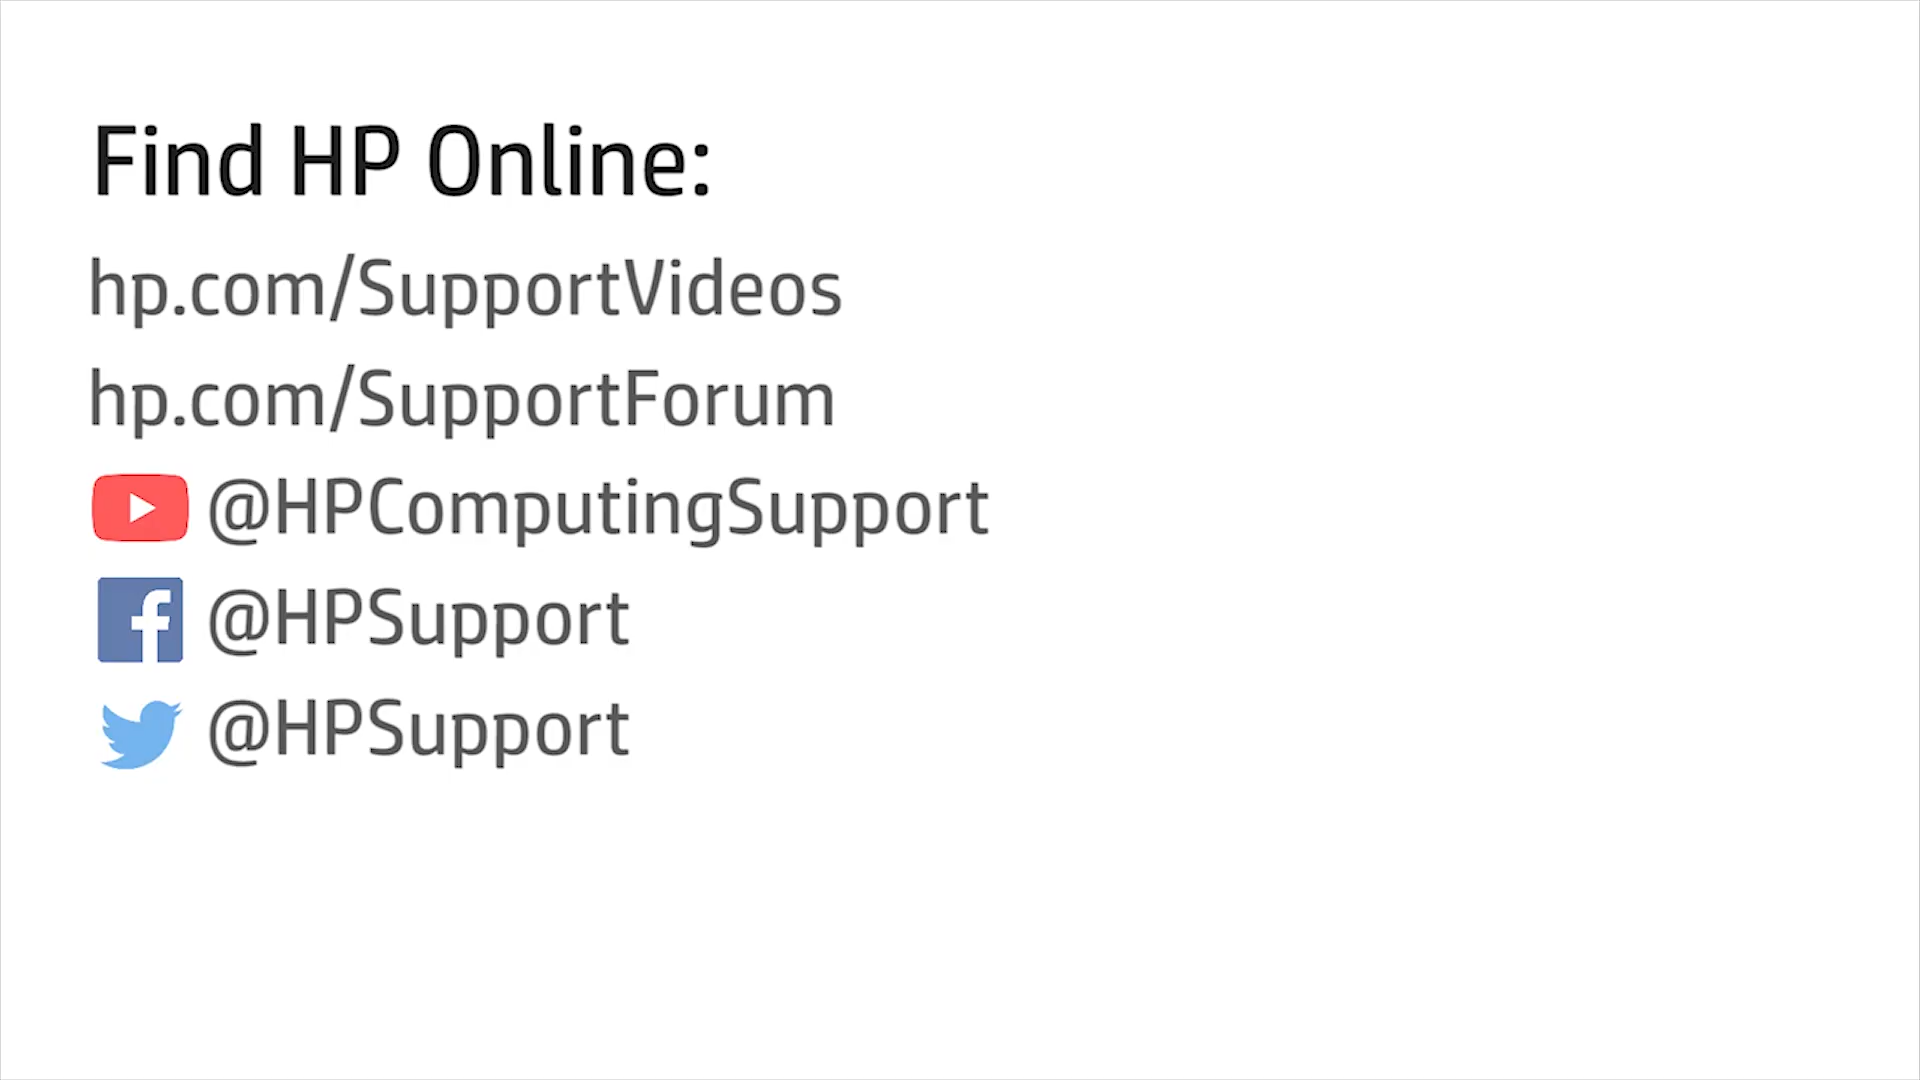 Find HP Online:
hp.com/SupportVideos
hp.com/SupportForum
@HPComputingSupport
@HPSupport
@HPSupport